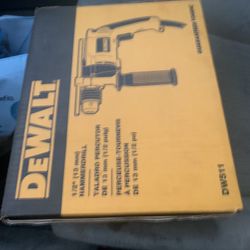 DEWALT
1/2" (13 mm)
HAMMERDRILL
TALADRO PERCUTOR
DE 13 mm (1/2 pulg)
PERCEUSE-TOURNEVIS
À PERCUSSION
DE 13 mm (1/2 po)
DW511